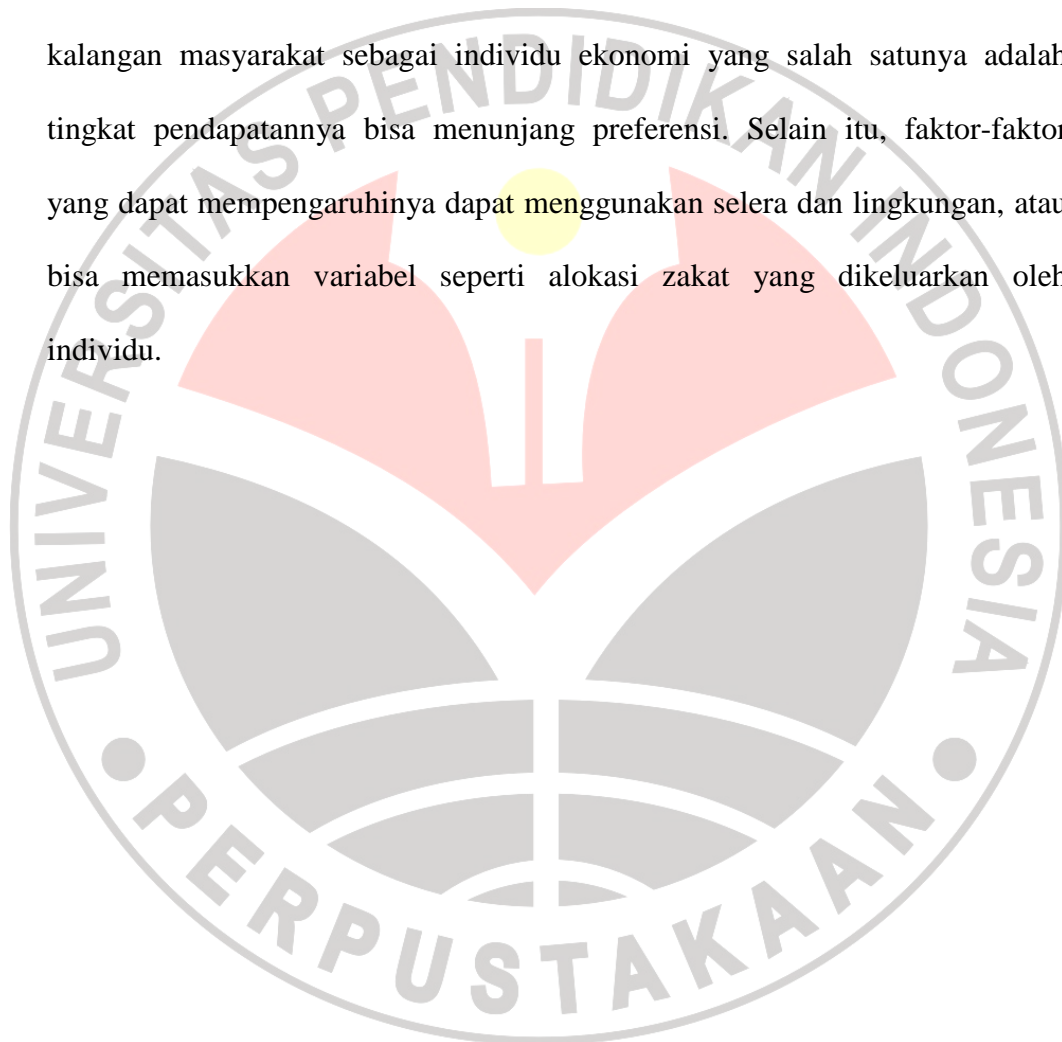 kalangan masyarakat sebagai individu ekonomi yang salah satunya adalah
tingkat pendapatannya bisa menunjang preferensi. Selain itu, faktor-faktor
yang dapat mempengaruhinya dapat menggunakan selera dan lingkungan, atau
bisa memasukkan variabel seperti alokasi zakat yang dikeluarkan oleh
individu.
UNIVERSITAS PENDIDIKAN INDONESIA
PERPUSTAKAAN